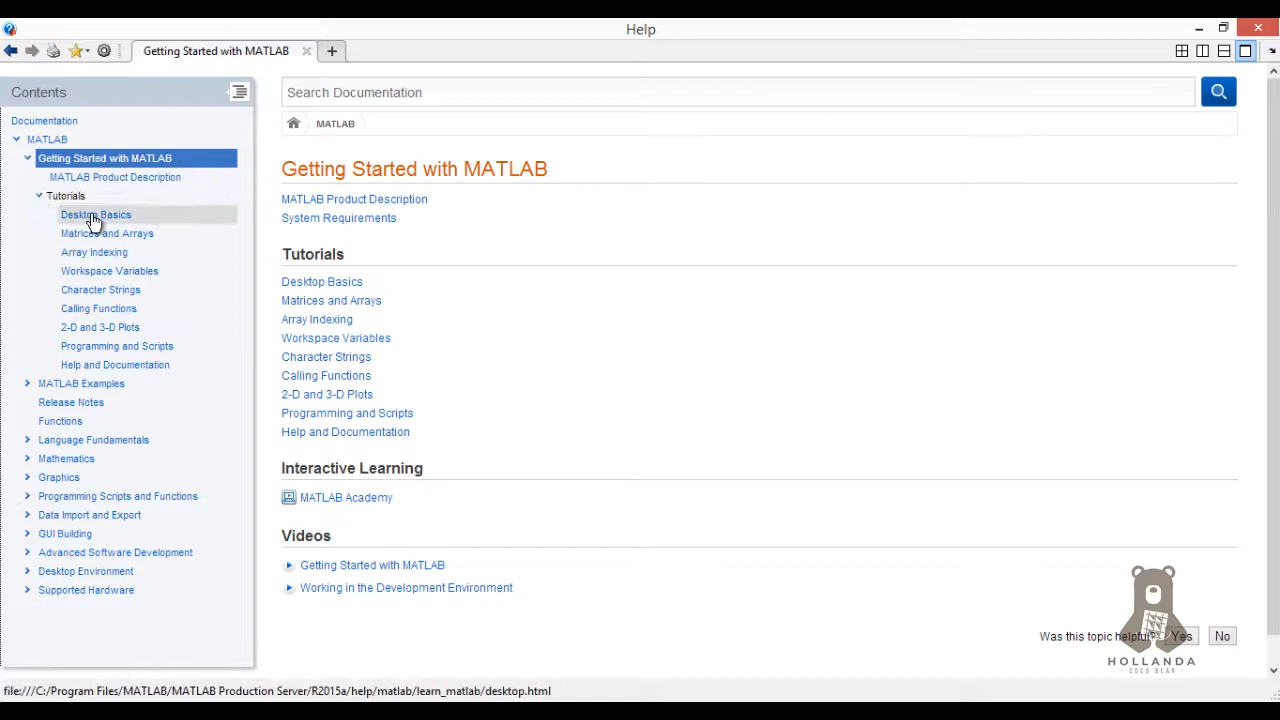 Help
Getting Started with MATLAB
Contents
Documentation
MATLAB
Getting Started with MATLAB
MATLAB Product Description
Tutorials
Desktop Basics
Matrices and Arrays
Array Indexing
Workspace Variables
Character Strings
Calling Functions
2-D and 3-D Plots
Programming and Scripts
Help and Documentation
MATLAB Examples
Release Notes
Functions
Language Fundamentals
Mathematics
Graphics
Programming Scripts and Functions
Data Import and Export
GUI Building
Advanced Software Development
Desktop Environment
Supported Hardware
Search Documentation
MATLAB
Getting Started with MATLAB
MATLAB Product Description
System Requirements
Tutorials
Desktop Basics
Matrices and Arrays
Array Indexing
Workspace Variables
Character Strings
Calling Functions
2-D and 3-D Plots
Programming and Scripts
Help and Documentation
Interactive Learning
MATLAB Academy
Videos
Getting Started with MATLAB
Working in the Development Environment
Was this topic helpful? Yes No
HOLLANDA
COCO BEAR
file:///C:/Program Files/MATLAB/MATLAB Production Server/R2015a/help/matlab/learn_matlab/desktop.html